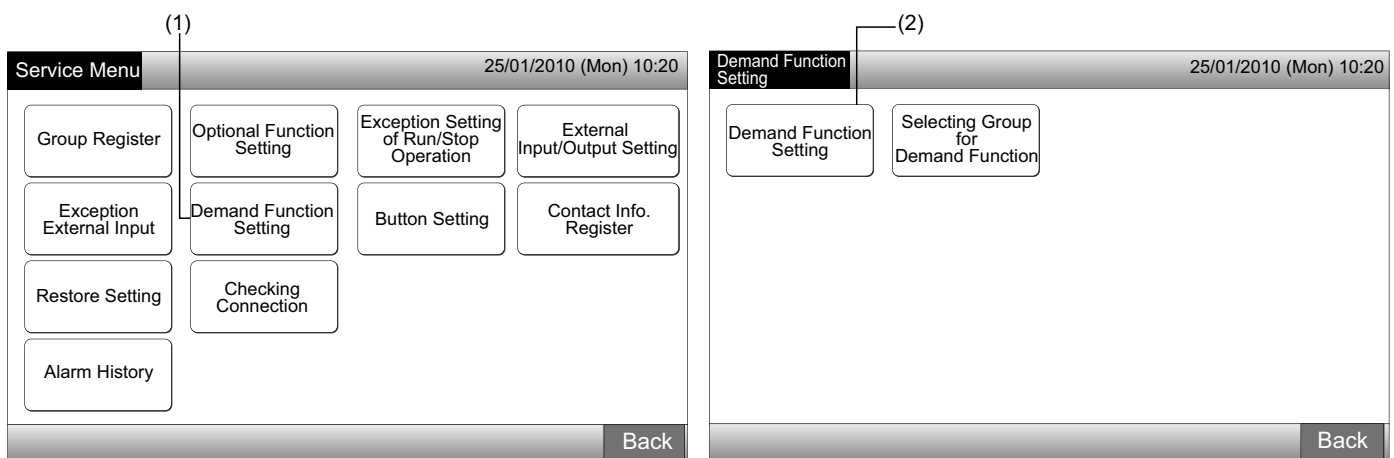 (1)
Service Menu
25/01/2010 (Mon) 10:20
Group Register
Optional Function
Setting
Exception Setting
of Run/Stop
Operation
External
Input/Output Setting
Exception
External Input
Demand Function
Setting
Button Setting
Contact Info.
Register
Restore Setting
Checking
Connection
Alarm History
Back
(2)
Demand Function
Setting
25/01/2010 (Mon) 10:20
Demand Function
Setting
Selecting Group
for
Demand Function
Back